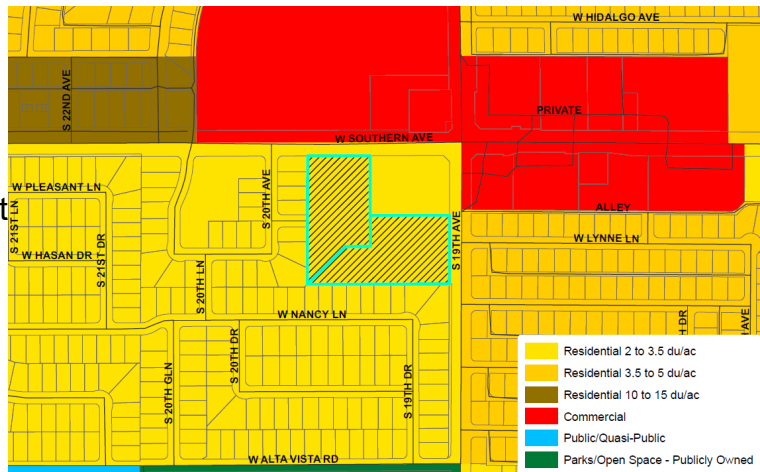 W HIDALGO AVE
S 22ND AVE
PRIVATE
W SOUTHERN AVE
W PLEASANT LN
t
S 20TH AVE
ALLEY
S 21ST LN
S 21ST DR
S 19TH AVE
W LYNNE LN
W HASAN DR
S 20TH LN
W NANCY LN
DR
AVE
S 20TH DR
S 20TH GLN
S 19TH DR
W ALTA VISTA RD
Residential 2 to 3.5 du/ac
Residential 3.5 to 5 du/ac
Residential 10 to 15 du/ac
Commercial
Public/Quasi-Public
Parks/Open Space - Publicly Owned